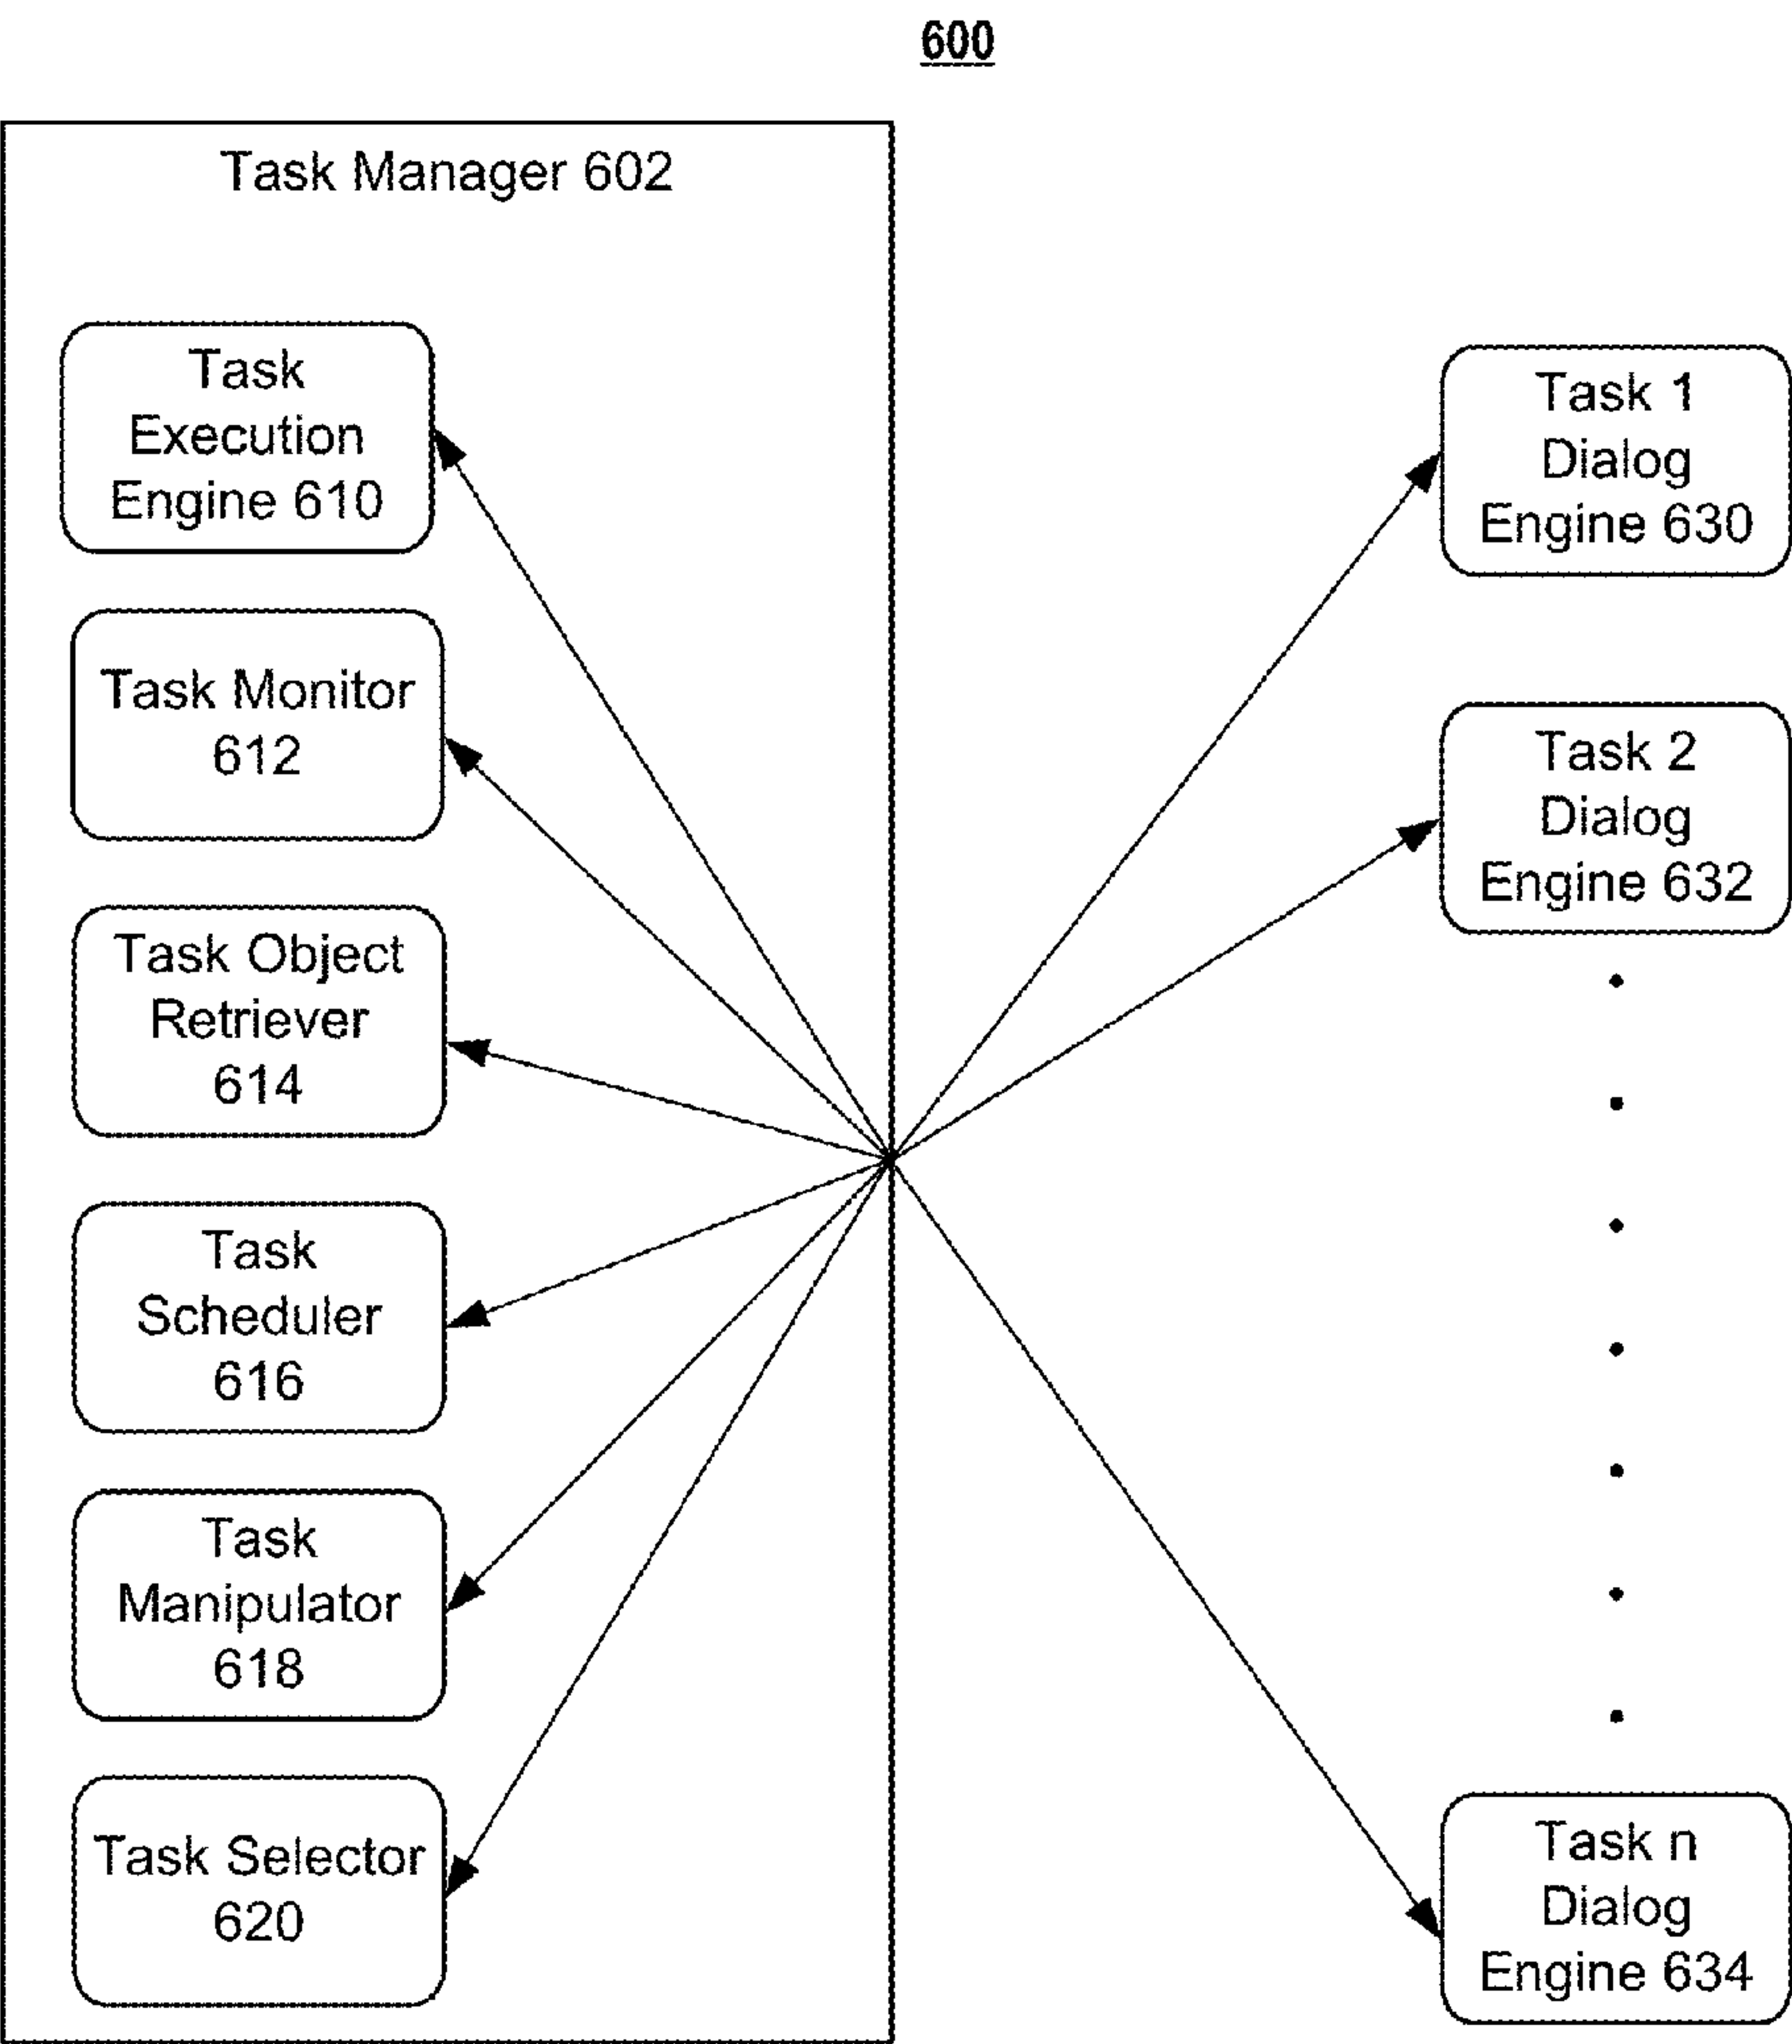 600
Task Manager 602
Task
Execution
Engine 610
Task Monitor
612
Task Object
Retriever
614
Task
Scheduler
616
Task
Manipulator
618
Task Selector
620
Task 1
Dialog
Engine 630
Task 2
Dialog
Engine 632
Task n
Dialog
Engine 634